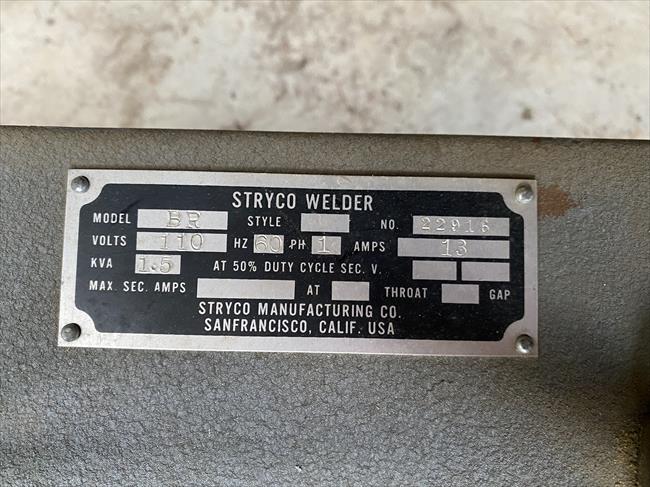 STRYCO WELDER
MODEL BR STYLE NO. 22916
VOLTS 110 HZ 60 PH 1 AMPS 13
KVA 1.5 AT 50% DUTY CYCLE SEC. V.
MAX. SEC. AMPS AT THROAT GAP
STRYCO MANUFACTURING CO.
SANFRANCISCO, CALIF. USA